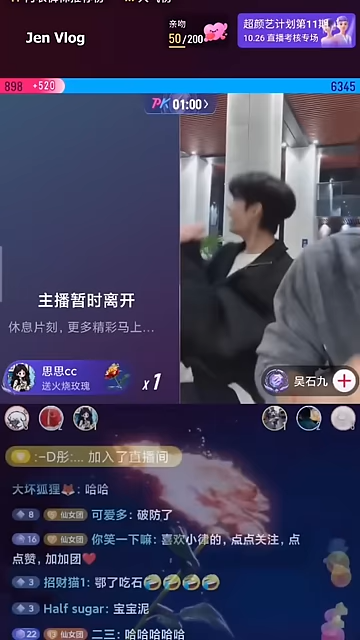 Jen Vlog
亲吻
50/200
超颜艺计划第11期
10.26 直播考核专场
898 +520
6345
PK 01:00
主播暂时离开
休息片刻，更多精彩马上...
思思cc
送火烧玫瑰
x1
吴石九
:−D彤:... 加入了直播间
大坏狐狸🦊: 哈哈
8 仙女团 可爱多: 破防了
16 仙女团 你笑一下嘛: 喜欢小律的，点点关注，点
点赞，加加团❤️
3 招财猫1: 鄂了吃石🤣🤣🤣🤣
3 Half sugar: 宝宝泥
22 仙女团 二三: 哈哈哈哈哈